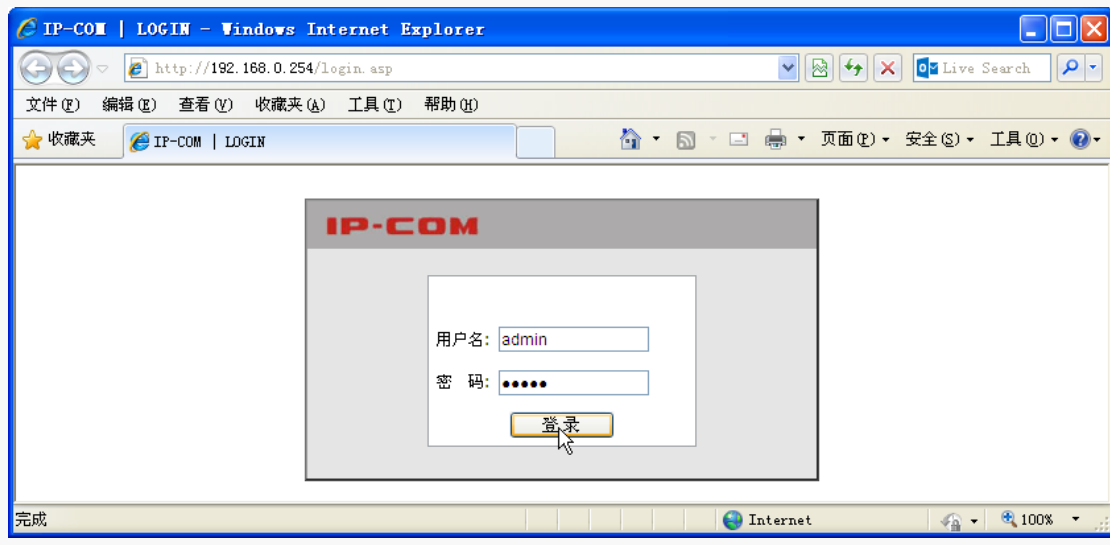 IP-COM | LOGIN - Windows Internet Explorer
http://192.168.0.254/login.asp Live Search
文件(F) 编辑(E) 查看(V) 收藏夹(A) 工具(T) 帮助(H)
收藏夹 IP-COM | LOGIN 页面(P) 安全(S) 工具(O)
IP-COM
用户名: admin
密 码: •••••
登录
完成 Internet 100%